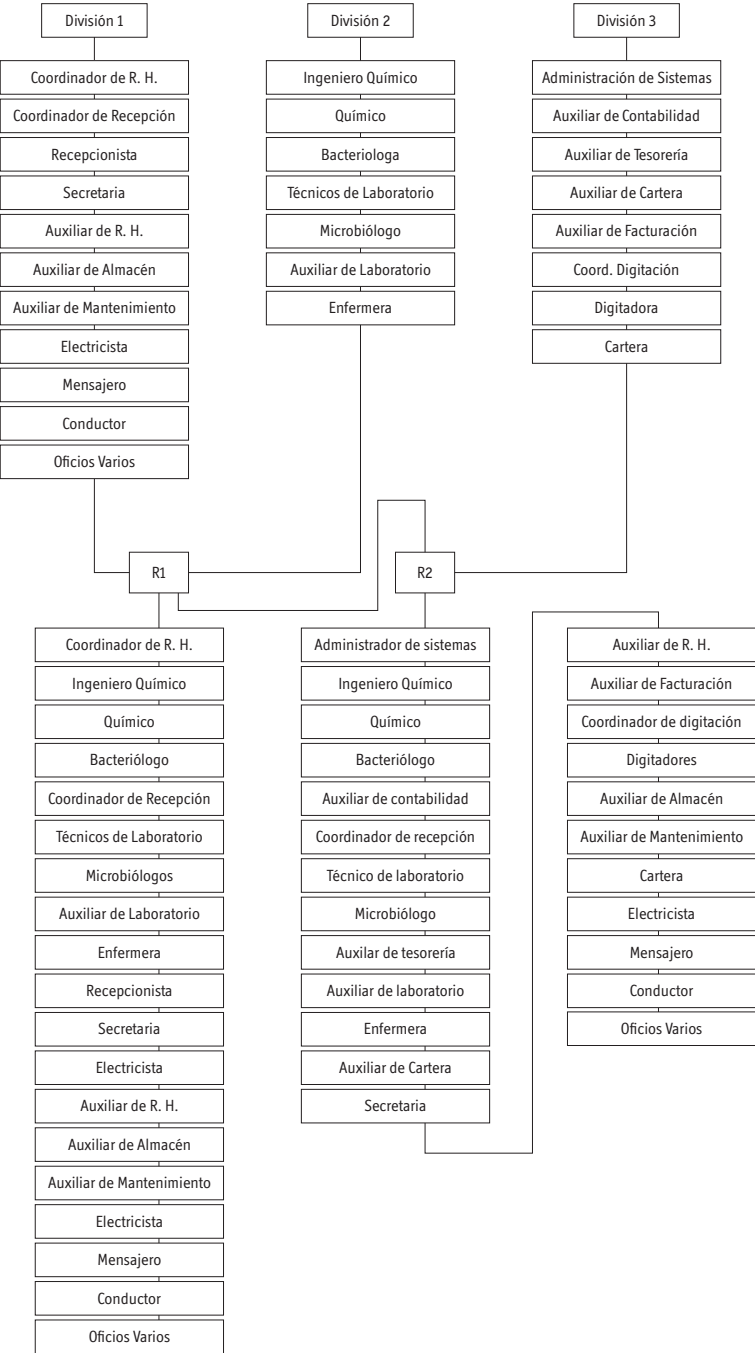 División 1
Coordinador de R. H.
Coordinador de Recepción
Recepcionista
Secretaria
Auxiliar de R. H.
Auxiliar de Almacén
Auxiliar de Mantenimiento
Electricista
Mensajero
Conductor
Oficios Varios
División 2
Ingeniero Químico
Químico
Bacteriologa
Técnicos de Laboratorio
Microbiólogo
Auxiliar de Laboratorio
Enfermera
División 3
Administración de Sistemas
Auxiliar de Contabilidad
Auxiliar de Tesorería
Auxiliar de Cartera
Auxiliar de Facturación
Coord. Digitación
Digitadora
Cartera
R1
Coordinador de R. H.
Ingeniero Químico
Químico
Bacteriólogo
Coordinador de Recepción
Técnicos de Laboratorio
Microbiólogos
Auxiliar de Laboratorio
Enfermera
Recepcionista
Secretaria
Electricista
Auxiliar de R. H.
Auxiliar de Almacén
Auxiliar de Mantenimiento
Electricista
Mensajero
Conductor
Oficios Varios
R2
Administrador de sistemas
Ingeniero Químico
Químico
Bacteriólogo
Auxiliar de contabilidad
Coordinador de recepción
Técnico de laboratorio
Microbiólogo
Auxilar de tesorería
Auxiliar de laboratorio
Enfermera
Auxiliar de Cartera
Secretaria
Auxiliar de R. H.
Auxiliar de Facturación
Coordinador de digitación
Digitadores
Auxiliar de Almacén
Auxiliar de Mantenimiento
Cartera
Electricista
Mensajero
Conductor
Oficios Varios